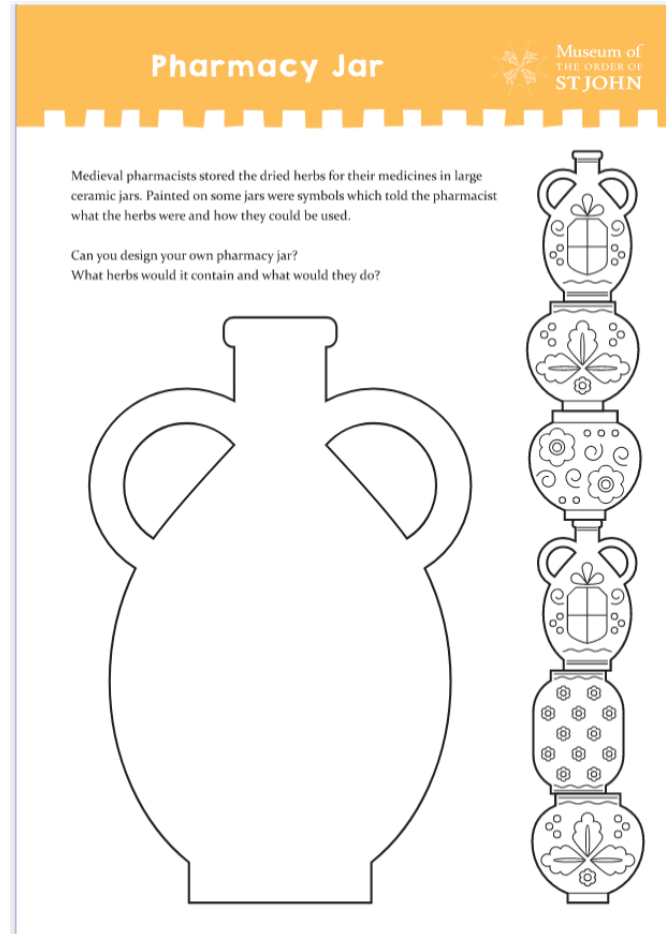 Pharmacy Jar
Museum of
THE ORDER OF
ST JOHN
Medieval pharmacists stored the dried herbs for their medicines in large
ceramic jars. Painted on some jars were symbols which told the pharmacist
what the herbs were and how they could be used.
Can you design your own pharmacy jar?
What herbs would it contain and what would they do?